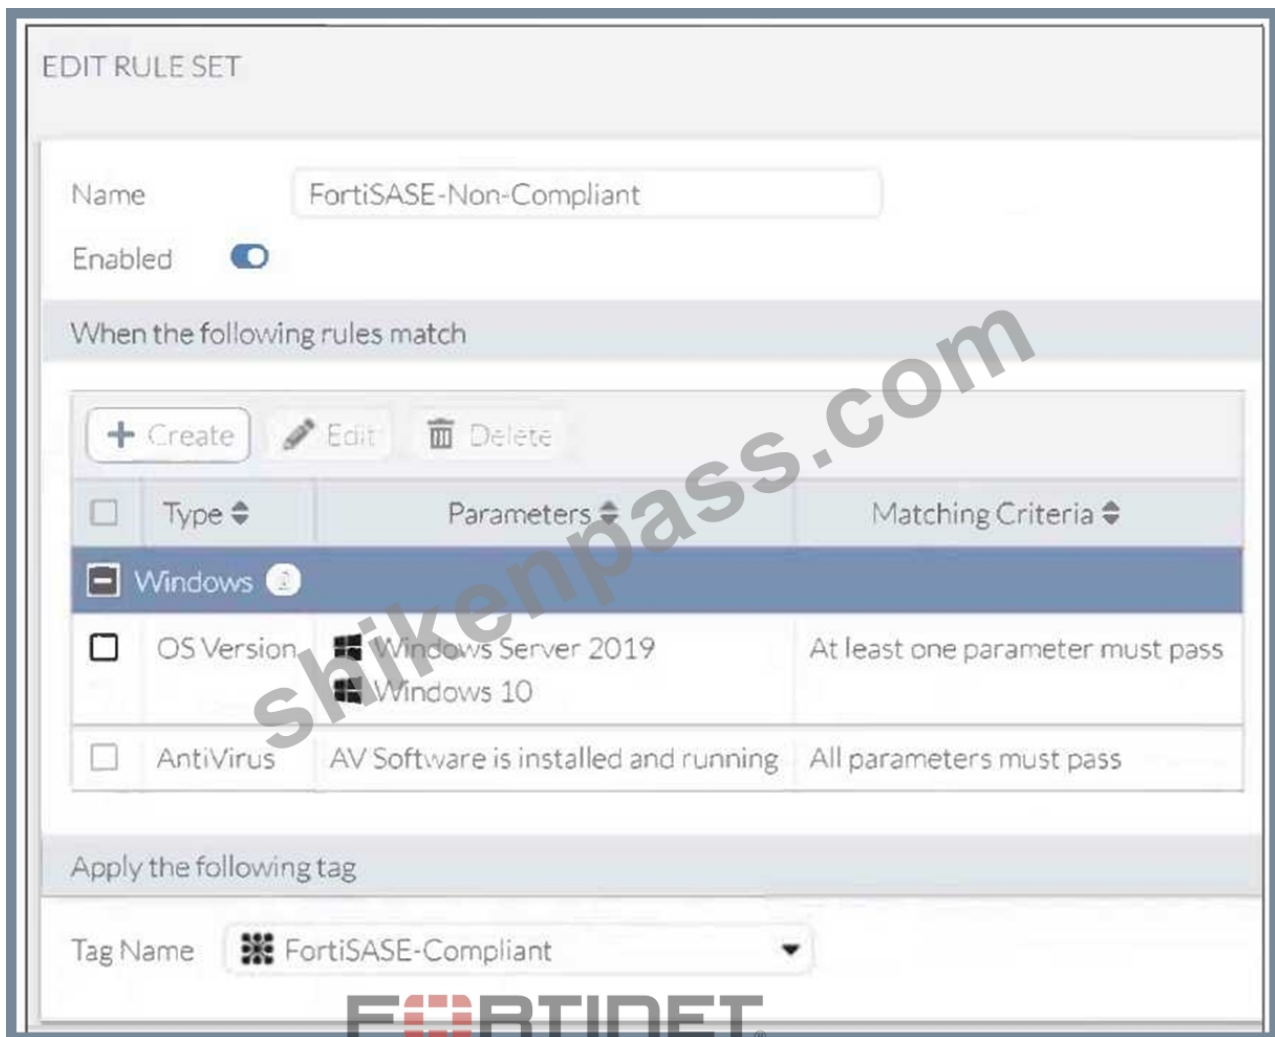 EDIT RULE SET
Name FortiSASE-Non-Compliant
Enabled
When the following rules match
Create Edit Delete
Type Parameters Matching Criteria
Windows 2
OS Version Windows Server 2019 At least one parameter must pass
Windows 10
AntiVirus AV Software is installed and running All parameters must pass
Apply the following tag
Tag Name FortiSASE-Compliant
FORTINET
shikenpass.com